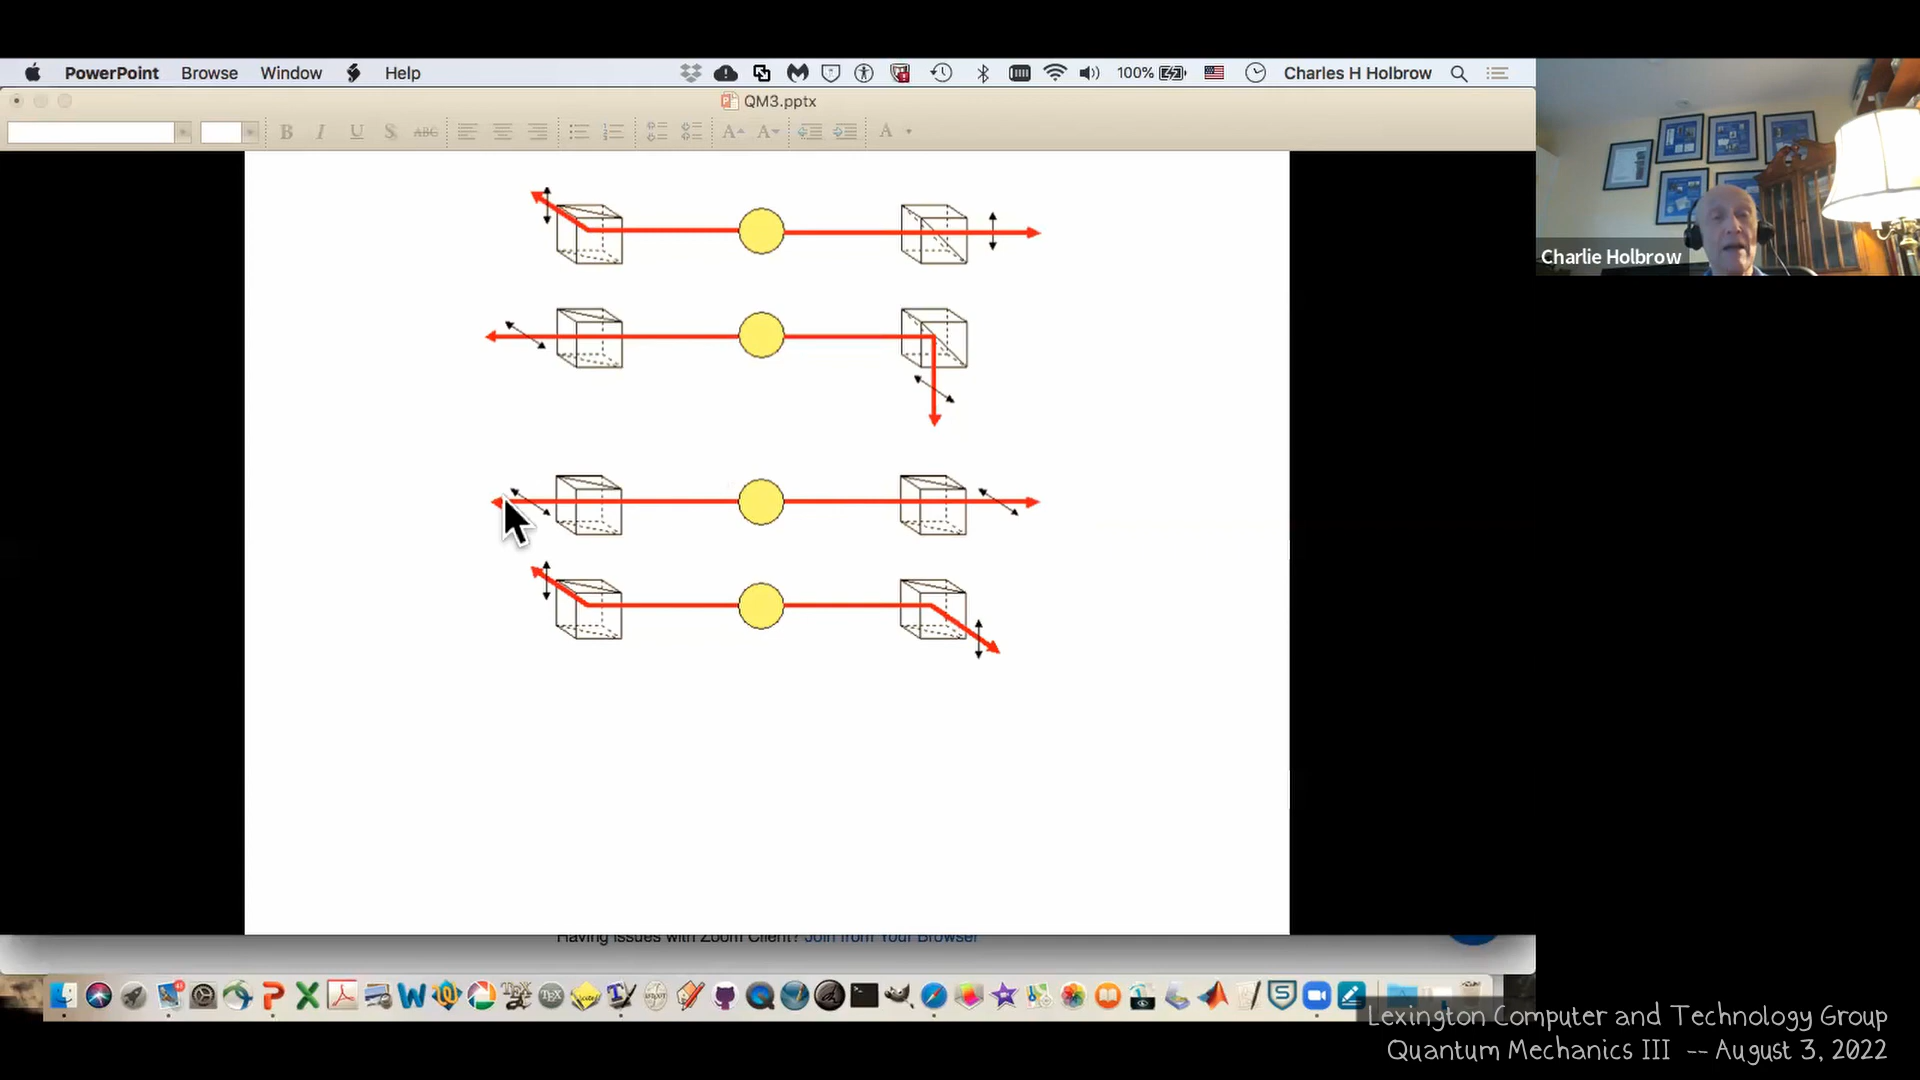 PowerPoint Browse Window Help 100% Charles H Holbrow
QM3.pptx
B I U S ABC A A A
Charlie Holbrow
Having issues with Zoom Client? Join from Your Browser
Lexington Computer and Technology Group
Quantum Mechanics III -- August 3, 2022